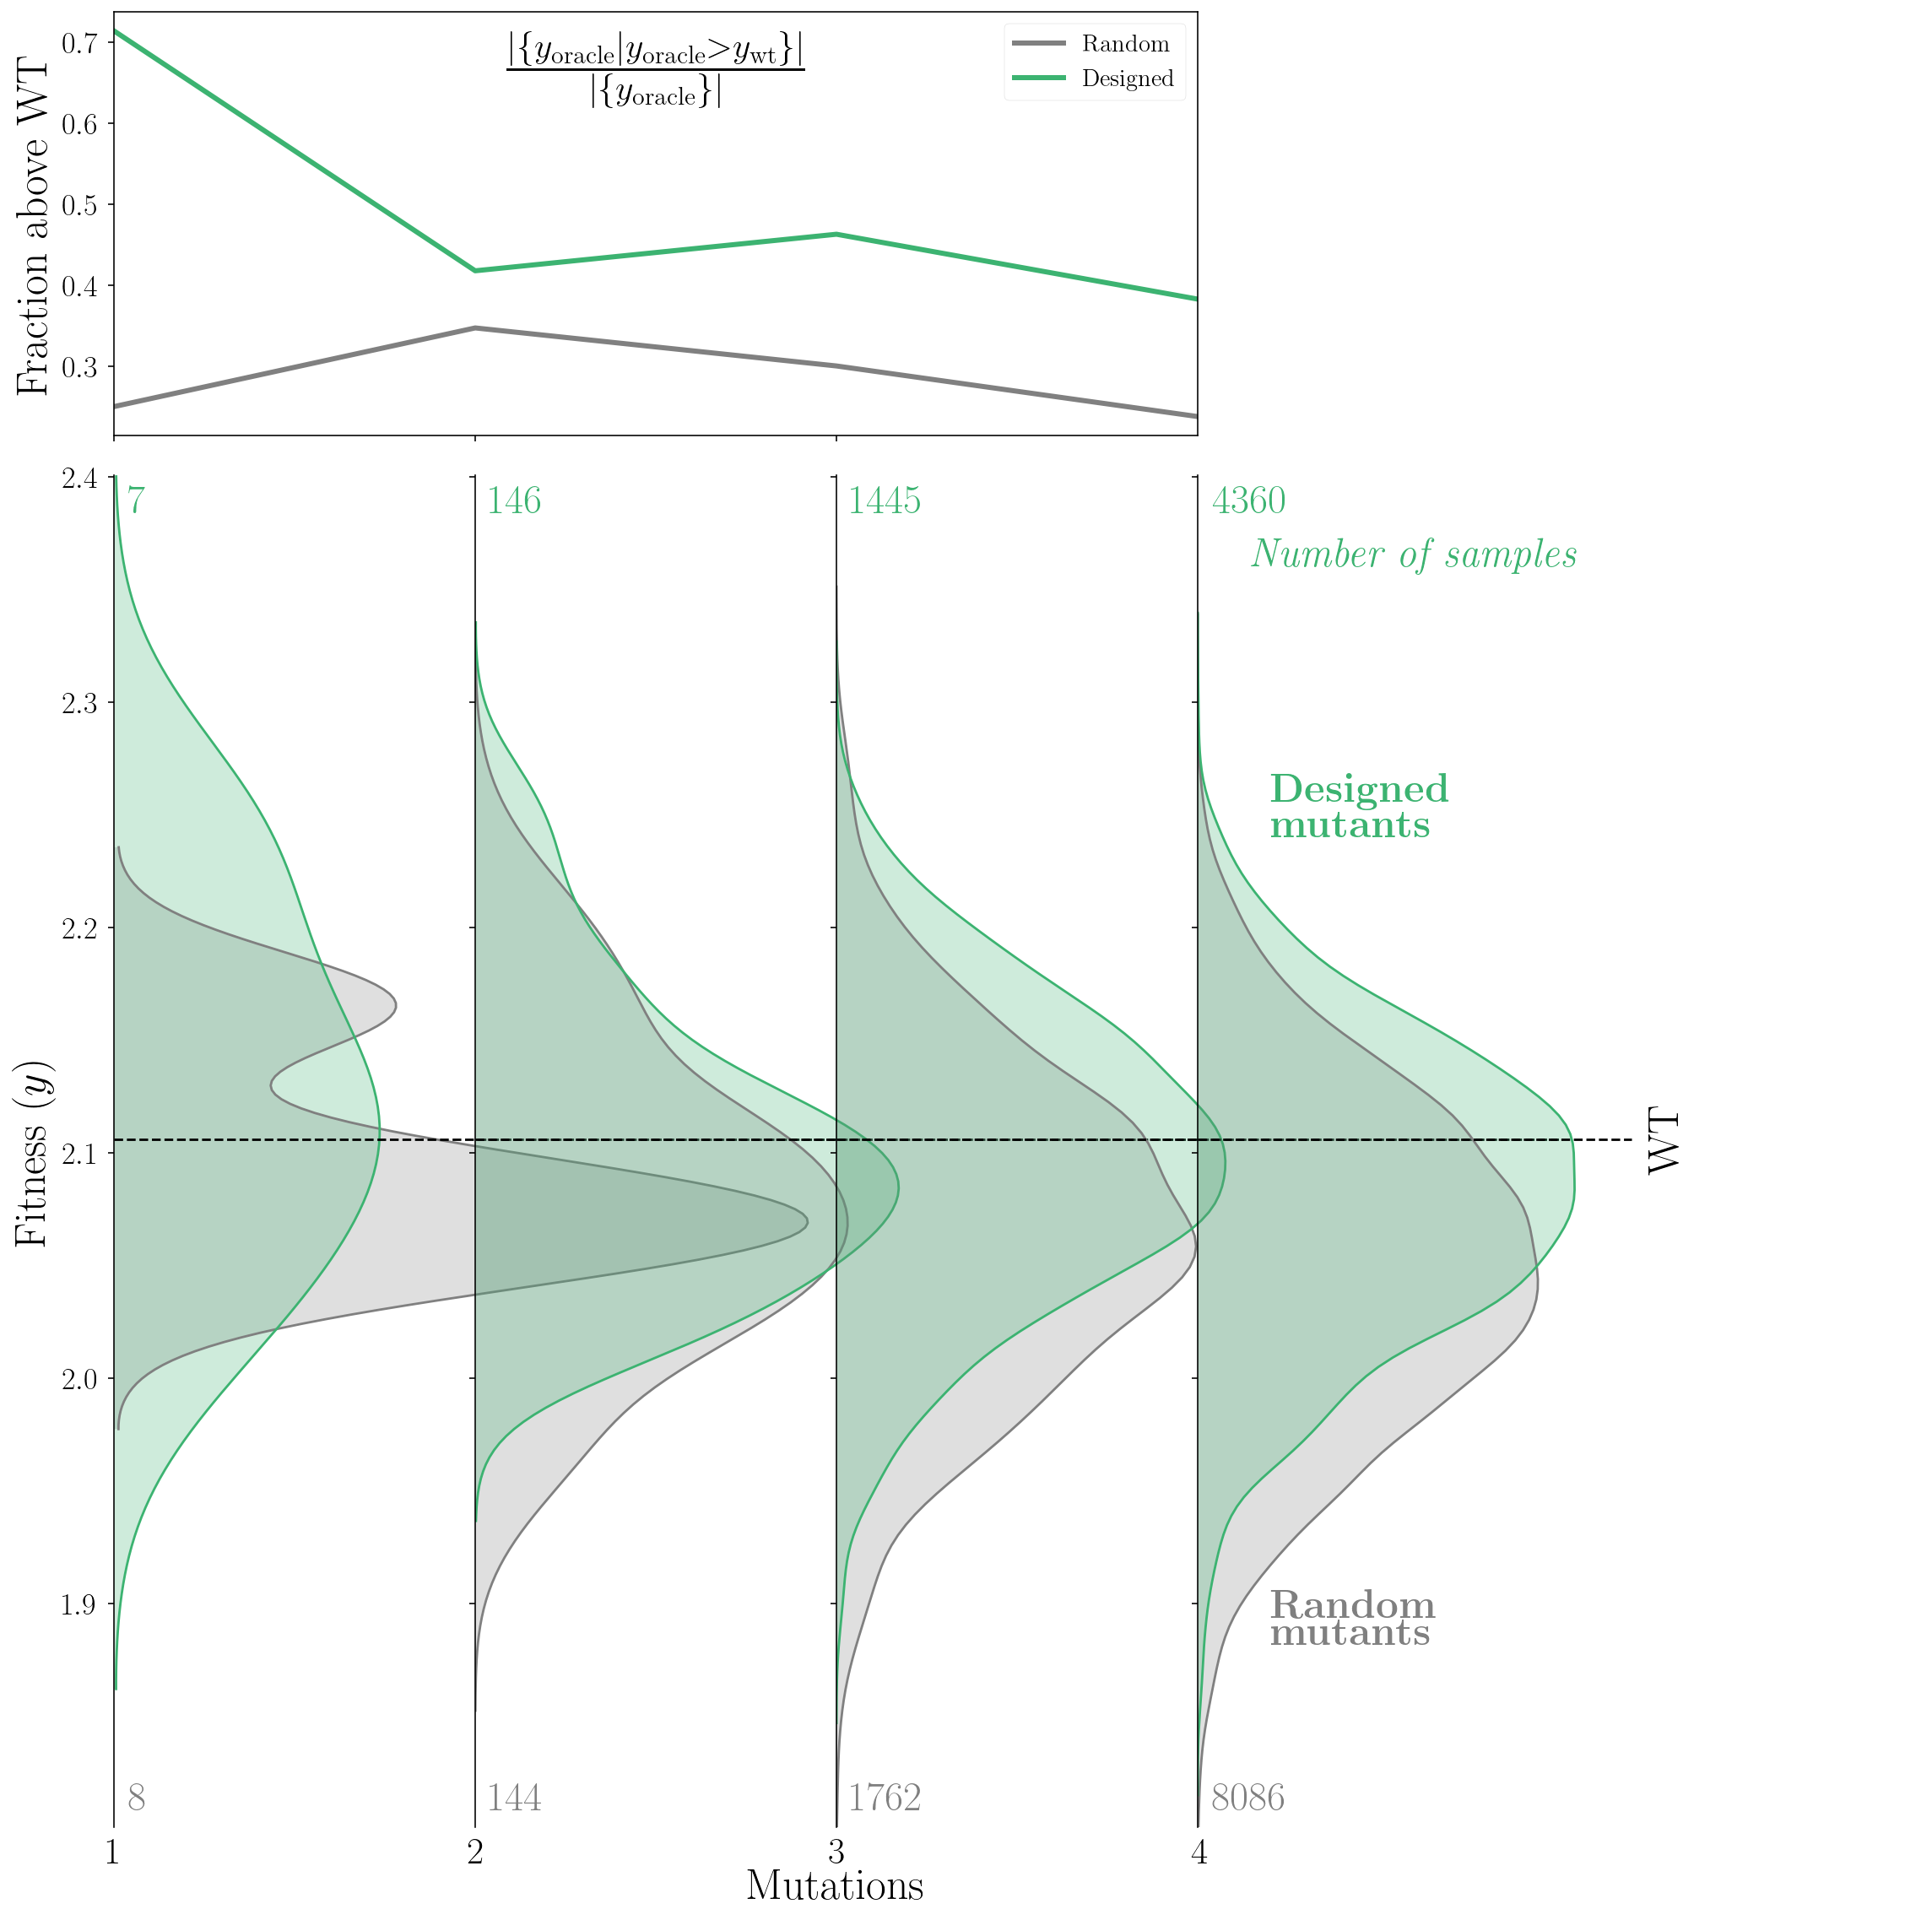 Fraction above WT
0.7
0.6
0.5
0.4
0.3
|{y_oracle|y_oracle>y_wt}|
|{y_oracle}|
Random
Designed
Fitness (y)
2.4
2.3
2.2
2.1
2.0
1.9
7
146
1445
4360
Number of samples
Designed
mutants
WT
Random
mutants
8
144
1762
8086
1
2
3
4
Mutations